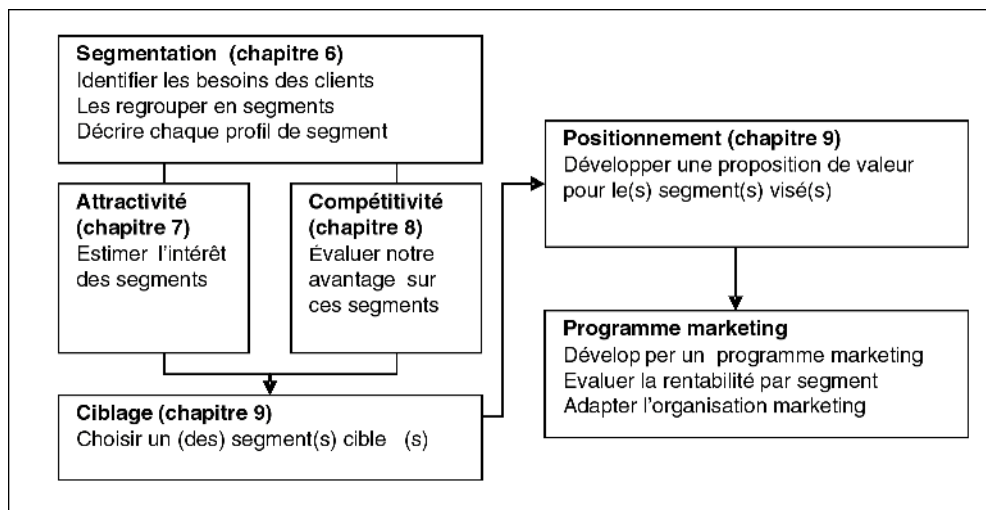 Segmentation (chapitre 6)
Identifier les besoins des clients
Les regrouper en segments
Décrire chaque profil de segment
Attractivité
(chapitre 7)
Estimer l'intérêt
des segments
Compétitivité
(chapitre 8)
Évaluer notre
avantage sur
ces segments
Ciblage (chapitre 9)
Choisir un (des) segment(s) cible (s)
Positionnement (chapitre 9)
Développer une proposition de valeur
pour le(s) segment(s) visé(s)
Programme marketing
Dévelop per un programme marketing
Evaluer la rentabilité par segment
Adapter l'organisation marketing